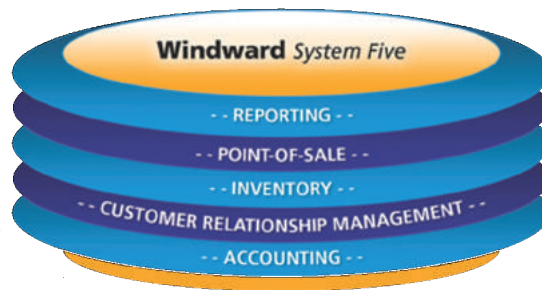 Windward System Five
- - REPORTING - -
- - POINT-OF-SALE - -
- - INVENTORY - -
- - CUSTOMER RELATIONSHIP MANAGEMENT - -
- - ACCOUNTING - -